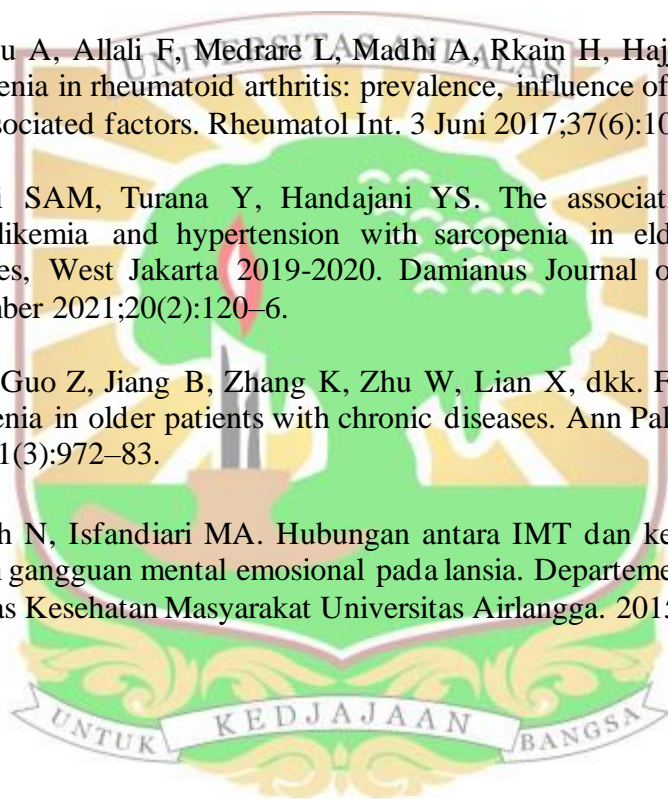 u A, Allali F, Medrare L, Madhi A, Rkain H, Haj
UNIVERSITAS ANDALAS
enia in rheumatoid arthritis: prevalence, influence of
sociated factors. Rheumatol Int. 3 Juni 2017;37(6):10
i SAM, Turana Y, Handajani YS. The associati
likemia and hypertension with sarcopenia in eld
es, West Jakarta 2019-2020. Damianus Journal o
nber 2021;20(2):120–6.
Guo Z, Jiang B, Zhang K, Zhu W, Lian X, dkk. F
enia in older patients with chronic diseases. Ann Pal
1(3):972–83.
h N, Isfandiari MA. Hubungan antara IMT dan ke
n gangguan mental emosional pada lansia. Departeme
as Kesehatan Masyarakat Universitas Airlangga. 2015
UNTUK KEDJAJAAN BANGSA